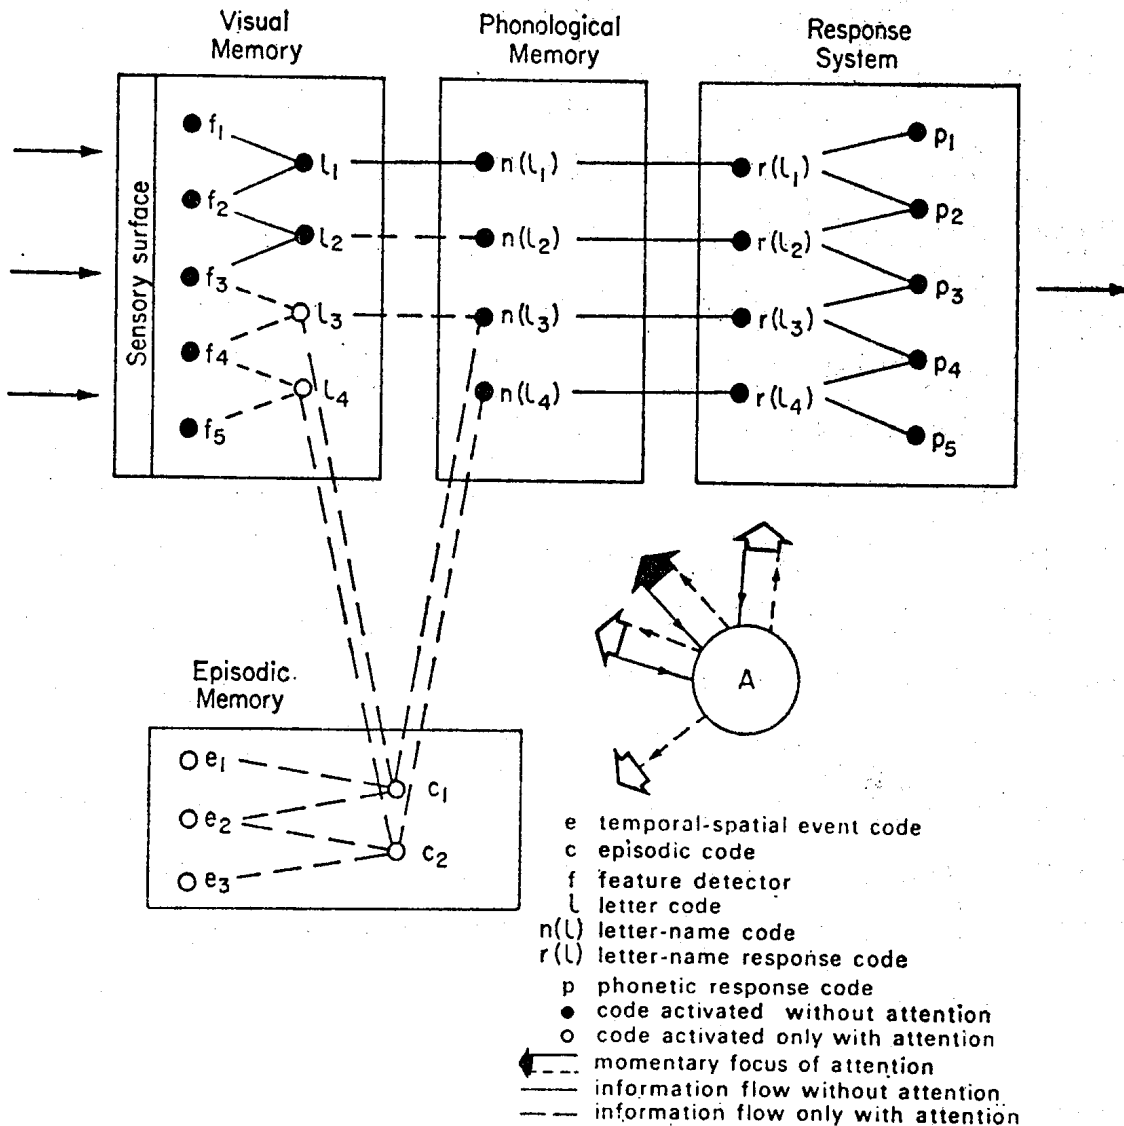 Visual
Memory
Phonological
Memory
Response
System
Sensory surface
f1
f2
f3
f4
f5
l1
l2
l3
l4
n(l1)
n(l2)
n(l3)
n(l4)
r(l1)
r(l2)
r(l3)
r(l4)
p1
p2
p3
p4
p5
A
Episodic
Memory
e1
e2
e3
c1
c2
e temporal-spatial event code
c episodic code
f feature detector
l letter code
n(l) letter-name code
r(l) letter-name response code
p phonetic response code
code activated without attention
code activated only with attention
momentary focus of attention
information flow without attention
information flow only with attention